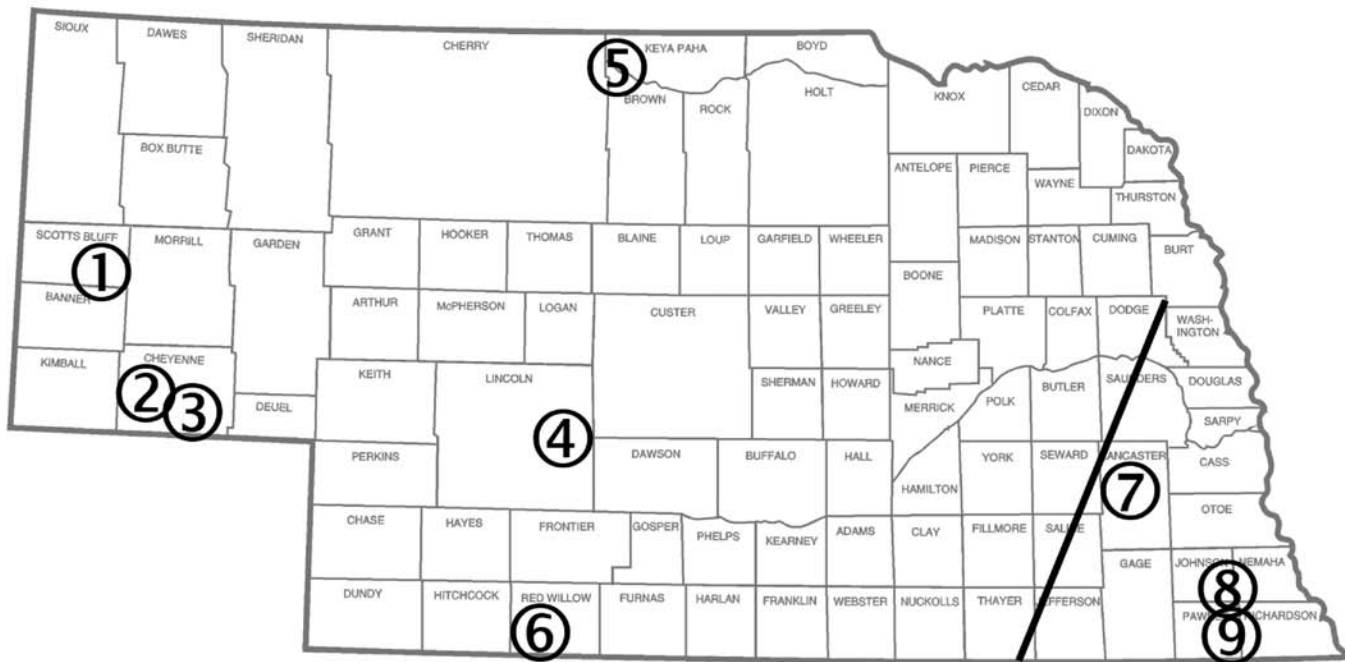 SIOUX DAWES SHERIDAN CHERRY KEYA PAHA BOYD
⑤
BROWN ROCK HOLT KNOX CEDAR DIXON
BOX BUTTE ANTELOPE PIERCE WAYNE DAKOTA
THURSTON
SCOTTS BLUFF MORRILL GARDEN GRANT HOOKER THOMAS BLAINE LOUP GARFIELD WHEELER MADISON STANTON CUMING BURT
①
BANNER ARTHUR McPHERSON LOGAN CUSTER VALLEY GREELEY BOONE PLATTE COLFAX DODGE WASH-
INGTON
KIMBALL CHEYENNE KEITH LINCOLN SHERMAN HOWARD NANCE BUTLER SAUNDERS DOUGLAS
② ③
DEUEL MERRICK POLK SARPY
④
PERKINS DAWSON BUFFALO HALL HAMILTON YORK SEWARD LANCASTER CASS
⑦
OTOE
CHASE HAYES FRONTIER GOSPER PHELPS KEARNEY ADAMS CLAY FILLMORE SALINE
GAGE JOHNSON NEMAHA
⑧
DUNDY HITCHCOCK RED WILLOW FURNAS HARLAN FRANKLIN WEBSTER NUCKOLLS THAYER JEFFERSON PAWNEE RICHARDSON
⑥ ⑨